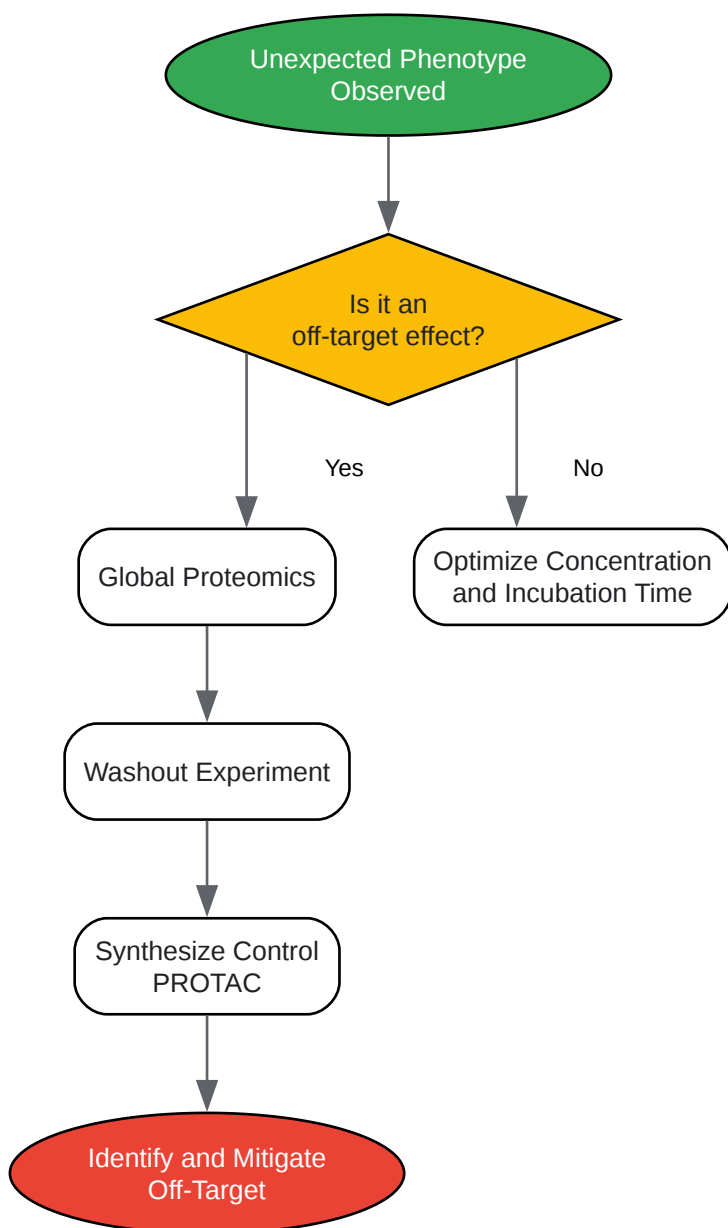 Unexpected Phenotype
Observed
Is it an
off-target effect?
Yes
No
Global Proteomics
Optimize Concentration
and Incubation Time
Washout Experiment
Synthesize Control
PROTAC
Identify and Mitigate
Off-Target